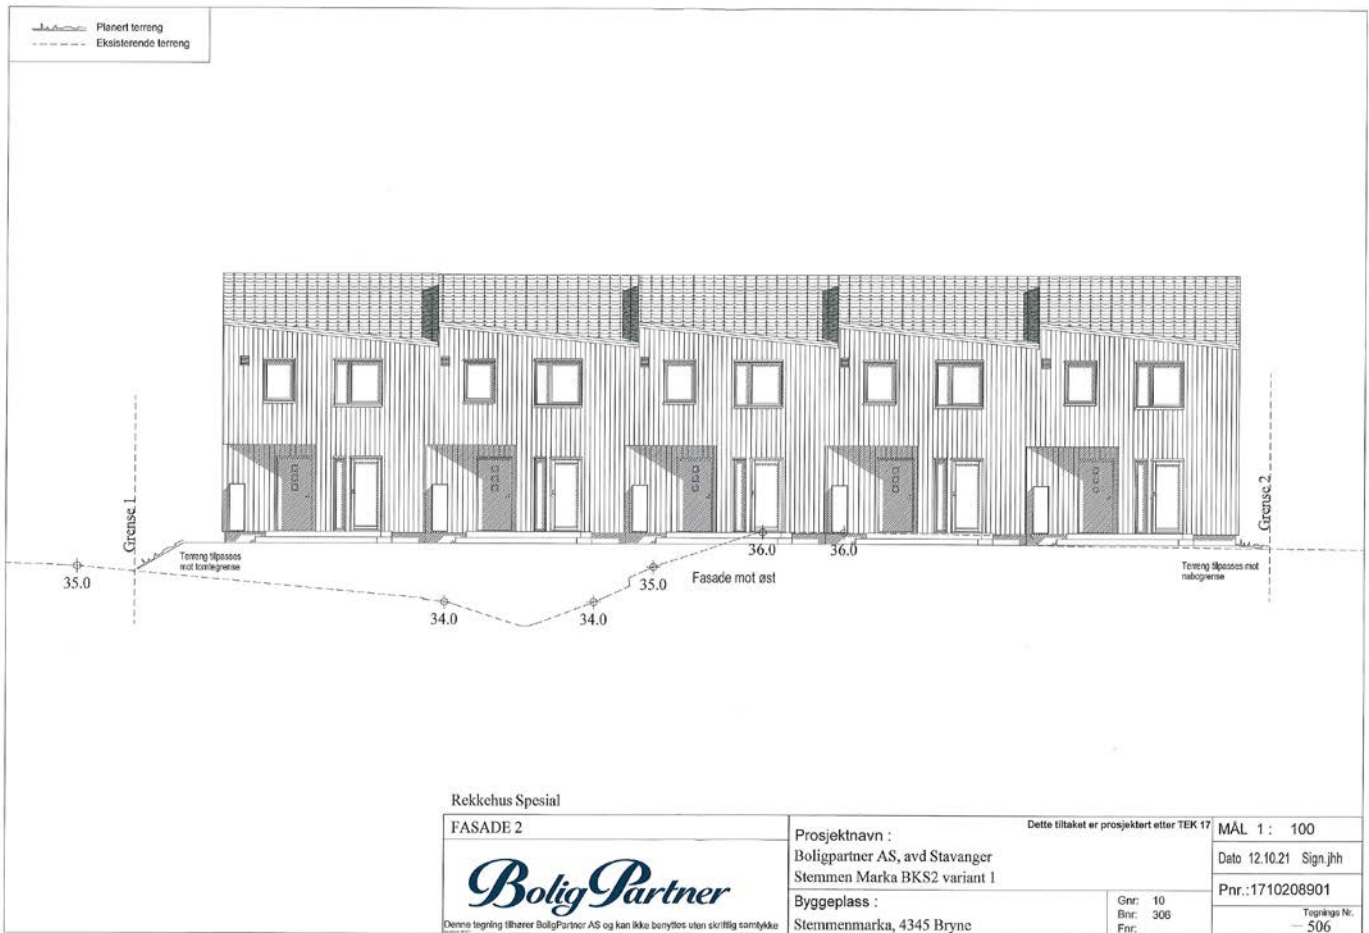 Planert terreng
Eksisterende terreng
Grense 1
Grense 2
Terreng tilpasses
mot tomtegrense
35.0
34.0
34.0
35.0
36.0
36.0
Fasade mot øst
Terreng tilpasses mot
nabogrense
Rekkehus Spesial
FASADE 2
BoligPartner
Denne tegning tilhører BoligPartner AS og kan ikke benyttes uten skriftlig samtykke
Dette tiltaket er prosjektert etter TEK 17
Prosjektnavn :
Boligpartner AS, avd Stavanger
Stemmen Marka BKS2 variant 1
Byggeplass :
Stemmenmarka, 4345 Bryne
Gnr: 10
Bnr: 306
Fnr:
MÅL 1 : 100
Dato 12.10.21 Sign.jhh
Pnr.:1710208901
Tegnings Nr.
— 506